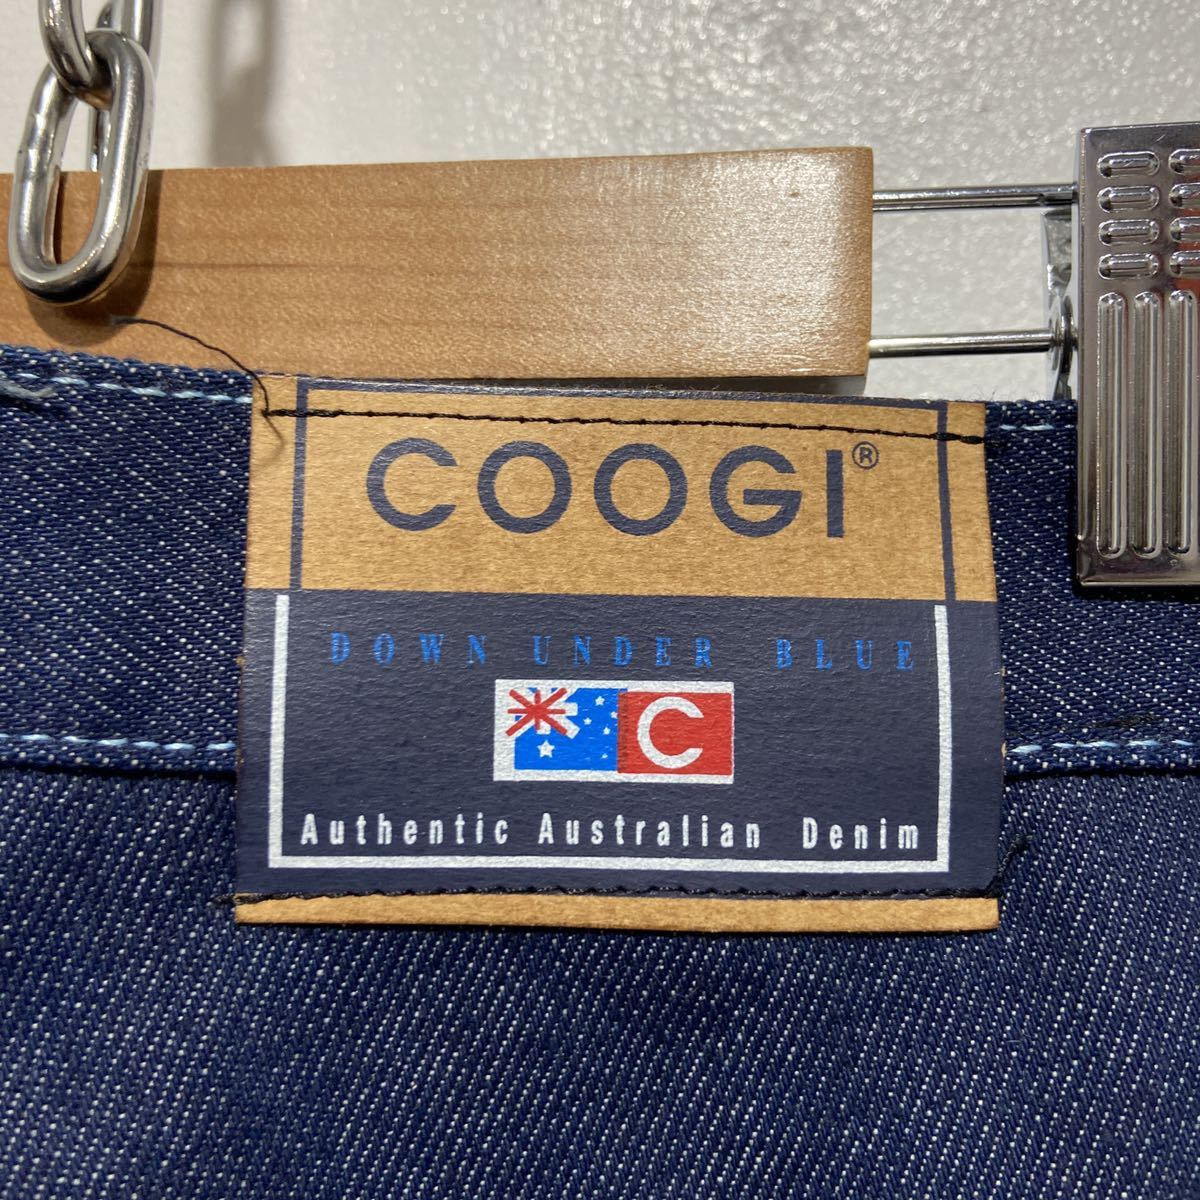 COOGI®
DOWN UNDER BLUE
C
Authentic Australian Denim